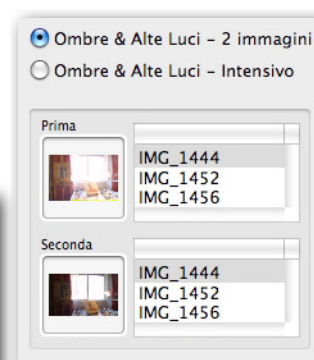 Ombre & Alte Luci – 2 immagini
Ombre & Alte Luci – Intensivo
Prima
IMG_1444
IMG_1452
IMG_1456
Seconda
IMG_1444
IMG_1452
IMG_1456